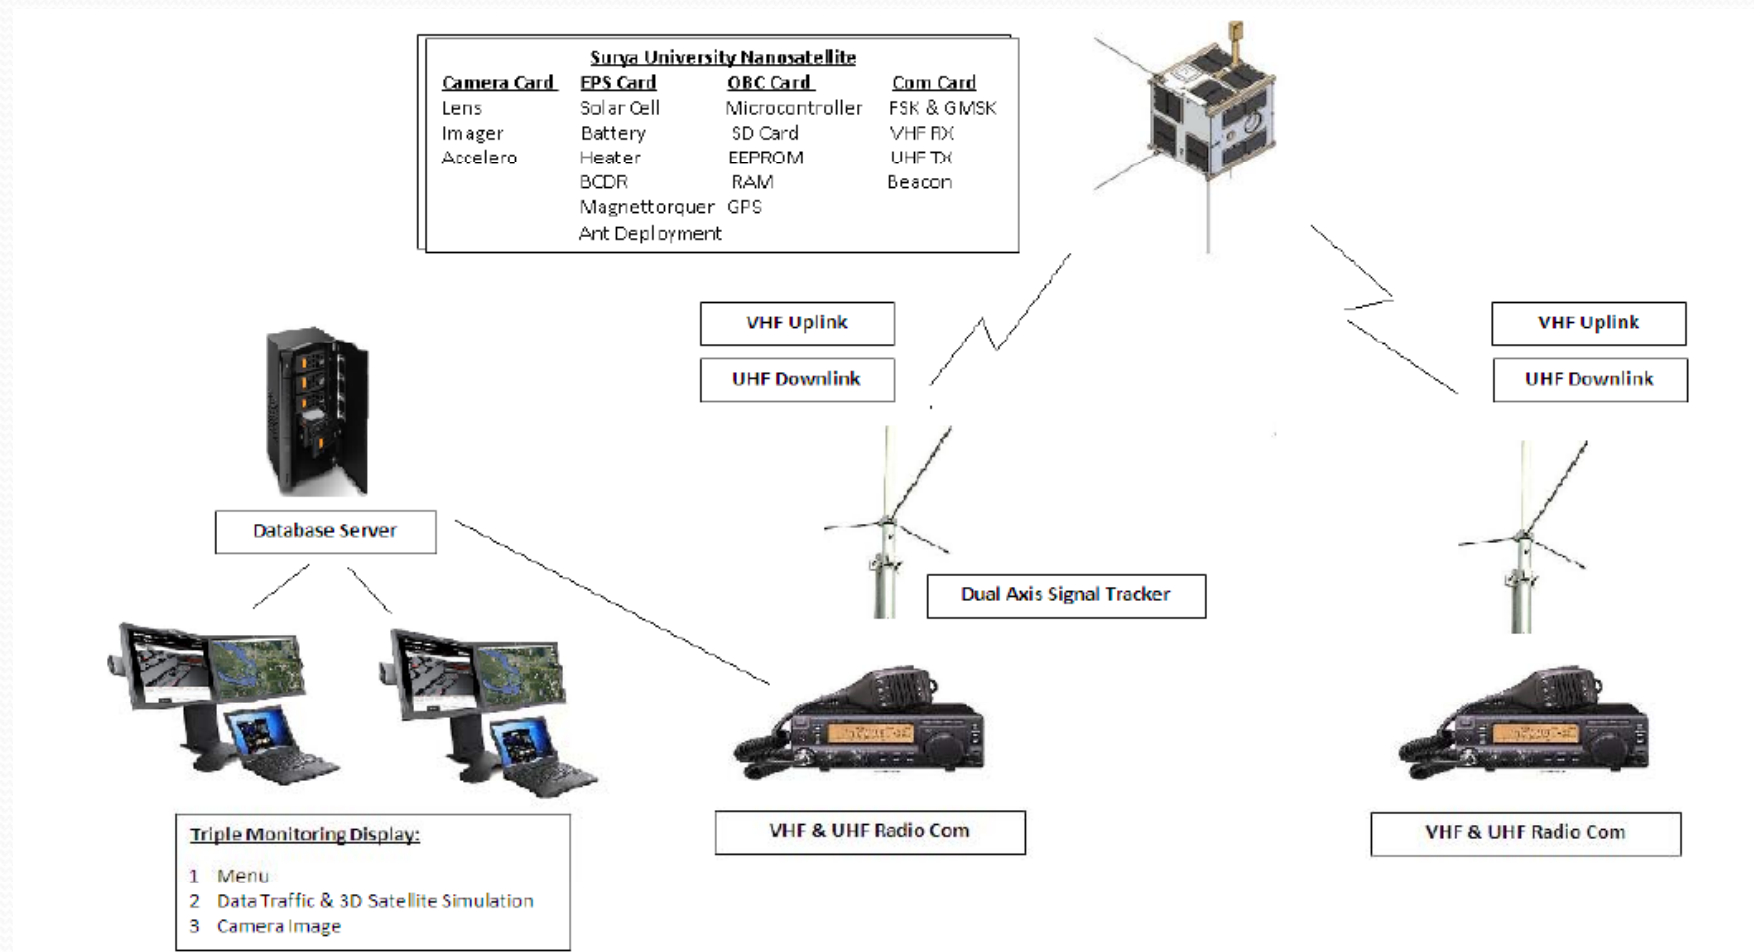 Surya University Nanosatellite
Camera Card EPS Card OBC Card Com Card
Lens Solar Cell Microcontroller FSK & GMSK
Imager Battery SD Card VHF RX
Accelero Heater EEPROM UHF TX
BCDR RAM Beacon
Magnettorquer GPS
Ant Deployment
VHF Uplink
VHF Uplink
UHF Downlink
UHF Downlink
Database Server
Dual Axis Signal Tracker
VHF & UHF Radio Com
VHF & UHF Radio Com
Triple Monitoring Display:
1 Menu
2 Data Traffic & 3D Satellite Simulation
3 Camera Image